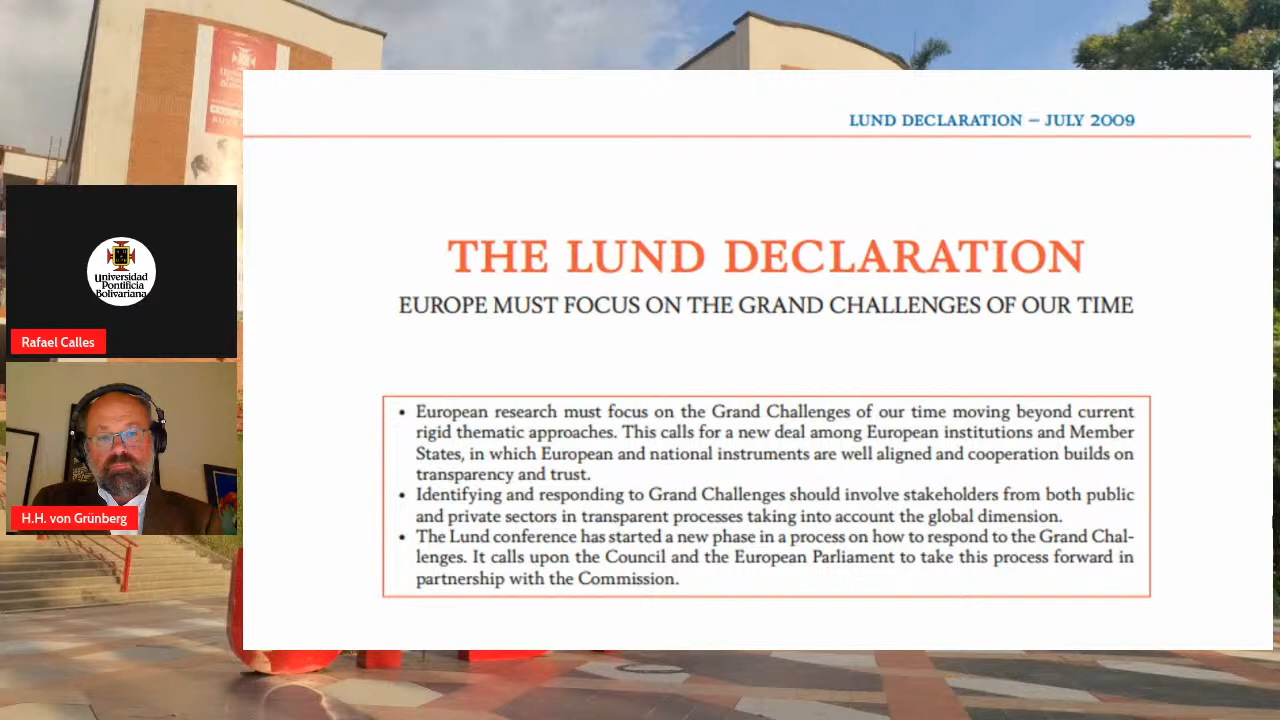 LUND DECLARATION – JULY 2009
THE LUND DECLARATION
EUROPE MUST FOCUS ON THE GRAND CHALLENGES OF OUR TIME
• European research must focus on the Grand Challenges of our time moving beyond current
rigid thematic approaches. This calls for a new deal among European institutions and Member
States, in which European and national instruments are well aligned and cooperation builds on
transparency and trust.
• Identifying and responding to Grand Challenges should involve stakeholders from both public
and private sectors in transparent processes taking into account the global dimension.
• The Lund conference has started a new phase in a process on how to respond to the Grand Chal-
lenges. It calls upon the Council and the European Parliament to take this process forward in
partnership with the Commission.
Universidad
Pontificia
Bolivariana
Rafael Calles
H.H. von Grünberg